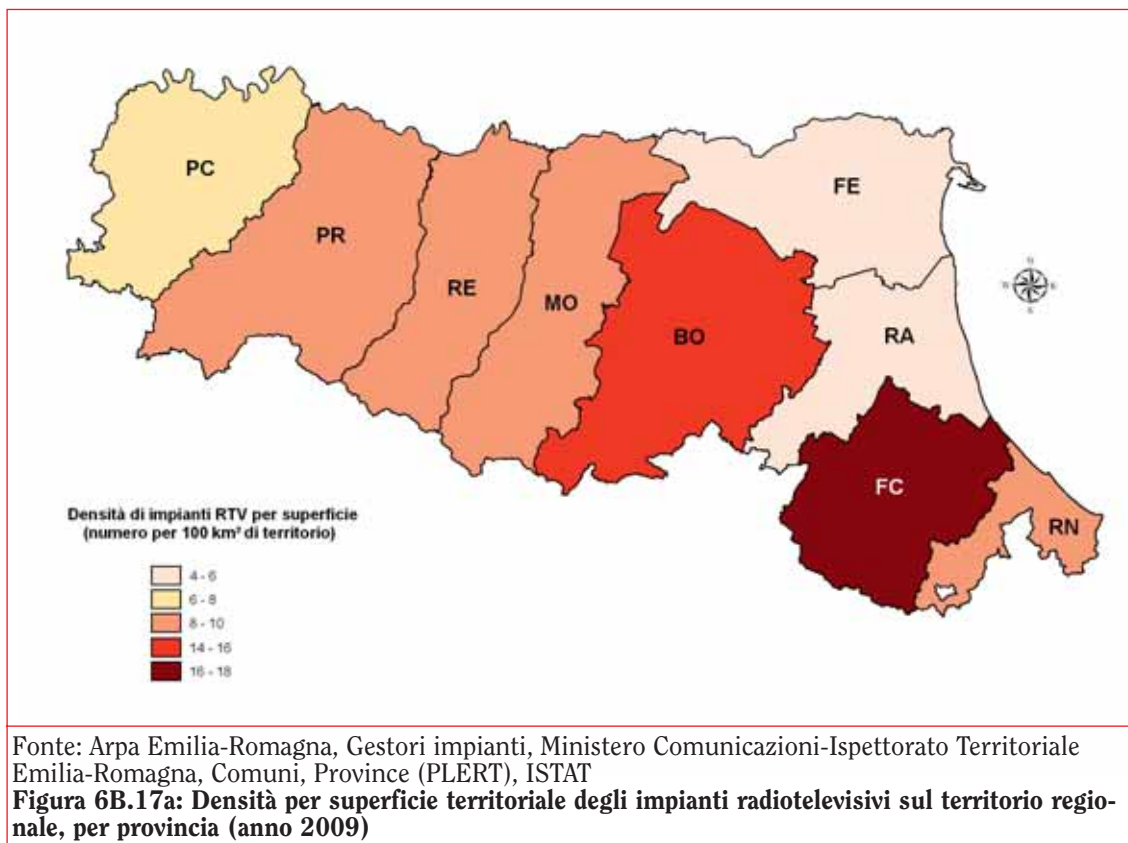 PC
FE
PR
RE
MO
BO
RA
FC
RN
Densità di impianti RTV per superficie
(numero per 100 km² di territorio)
4 - 6
6 - 8
8 - 10
14 - 16
16 - 18
Fonte: Arpa Emilia-Romagna, Gestori impianti, Ministero Comunicazioni-Ispettorato Territoriale
Emilia-Romagna, Comuni, Province (PLERT), ISTAT
Figura 6B.17a: Densità per superficie territoriale degli impianti radiotelevisivi sul territorio regio-
nale, per provincia (anno 2009)